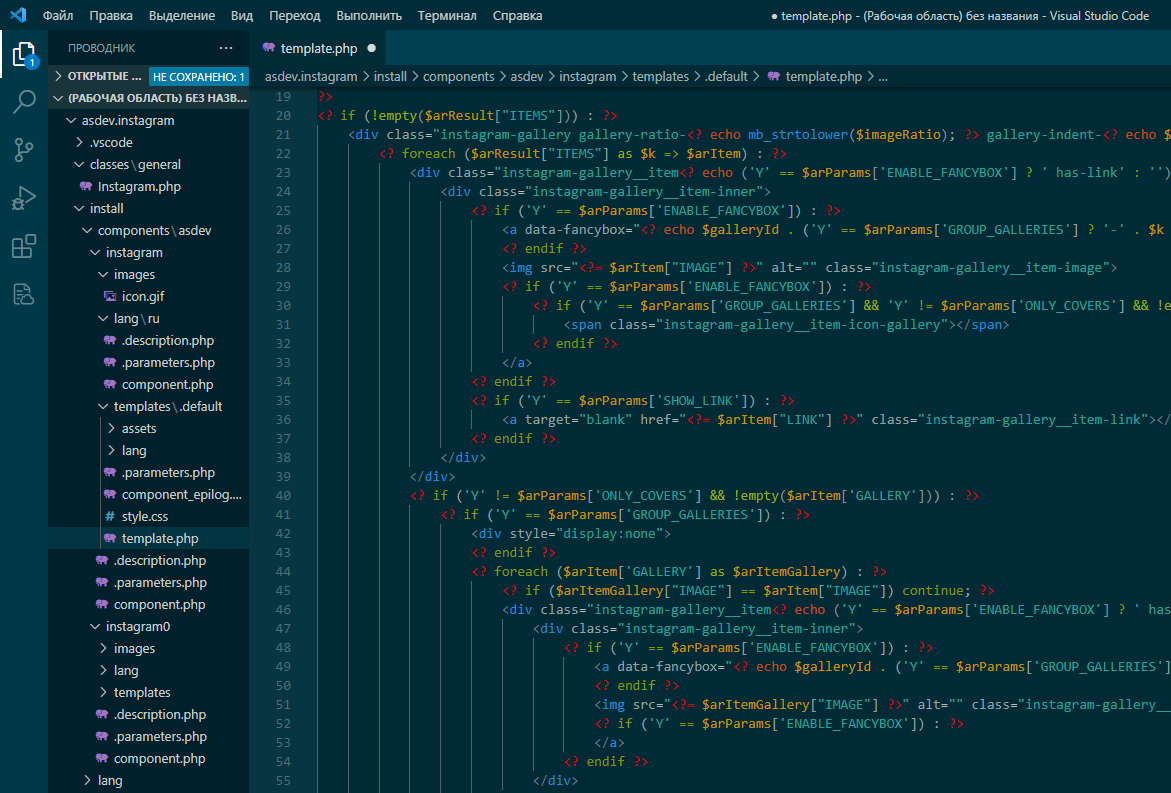 Файл Правка Выделение Вид Переход Выполнить Терминал Справка
● template.php - (Рабочая область) без названия - Visual Studio Code
1
ПРОВОДНИК ...
ОТКРЫТЫЕ ... НЕ СОХРАНЕНО: 1
(РАБОЧАЯ ОБЛАСТЬ) БЕЗ НАЗВ...
asdev.instagram
.vscode
classes\general
Instagram.php
install
components\asdev
instagram
images
icon.gif
lang\ru
.description.php
.parameters.php
component.php
templates\.default
assets
lang
.parameters.php
component_epilog....
style.css
template.php
.description.php
.parameters.php
component.php
instagram0
images
lang
templates
.description.php
.parameters.php
component.php
lang
template.php ●
asdev.instagram > install > components > asdev > instagram > templates > .default > template.php > ...
19 ?>
20 <? if (!empty($arResult["ITEMS"])) : ?>
21 <div class="instagram-gallery gallery-ratio-<? echo mb_strtolower($imageRatio); ?> gallery-indent-<? echo $
22 <? foreach ($arResult["ITEMS"] as $k => $arItem) : ?>
23 <div class="instagram-gallery__item<? echo ('Y' == $arParams['ENABLE_FANCYBOX'] ? ' has-link' : '')
24 <div class="instagram-gallery__item-inner">
25 <? if ('Y' == $arParams['ENABLE_FANCYBOX']) : ?>
26 <a data-fancybox="<? echo $galleryId . ('Y' == $arParams['GROUP_GALLERIES'] ? '-' . $k
27 <? endif ?>
28 <img src="<?= $arItem["IMAGE"] ?>" alt="" class="instagram-gallery__item-image">
29 <? if ('Y' == $arParams['ENABLE_FANCYBOX']) : ?>
30 <? if ('Y' == $arParams['GROUP_GALLERIES'] && 'Y' != $arParams['ONLY_COVERS'] && !e
31 <span class="instagram-gallery__item-icon-gallery"></span>
32 <? endif ?>
33 </a>
34 <? endif ?>
35 <? if ('Y' == $arParams['SHOW_LINK']) : ?>
36 <a target="blank" href="<?= $arItem["LINK"] ?>" class="instagram-gallery__item-link"></
37 <? endif ?>
38 </div>
39 </div>
40 <? if ('Y' != $arParams['ONLY_COVERS'] && !empty($arItem['GALLERY'])) : ?>
41 <? if ('Y' == $arParams['GROUP_GALLERIES']) : ?>
42 <div style="display:none">
43 <? endif ?>
44 <? foreach ($arItem['GALLERY'] as $arItemGallery) : ?>
45 <? if ($arItemGallery["IMAGE"] == $arItem["IMAGE"]) continue; ?>
46 <div class="instagram-gallery__item<? echo ('Y' == $arParams['ENABLE_FANCYBOX'] ? ' has
47 <div class="instagram-gallery__item-inner">
48 <? if ('Y' == $arParams['ENABLE_FANCYBOX']) : ?>
49 <a data-fancybox="<? echo $galleryId . ('Y' == $arParams['GROUP_GALLERIES']
50 <? endif ?>
51 <img src="<?= $arItemGallery["IMAGE"] ?>" alt="" class="instagram-gallery__
52 <? if ('Y' == $arParams['ENABLE_FANCYBOX']) : ?>
53 </a>
54 <? endif ?>
55 </div>